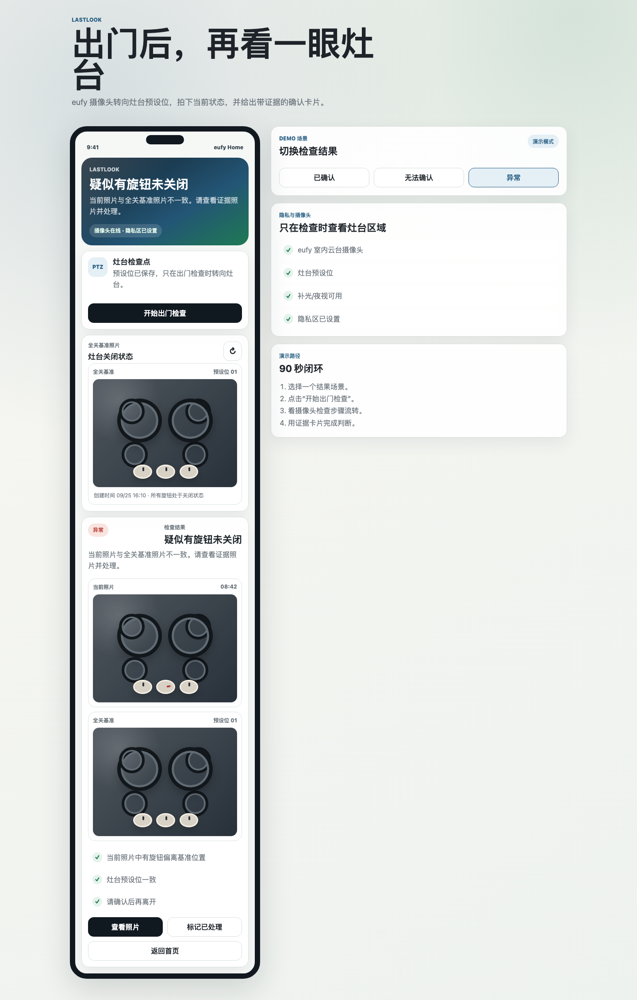 LASTLOOK
出门后，再看一眼灶
台
eufy 摄像头转向灶台预设位，拍下当前状态，并给出带证据的确认卡片。
9:41
eufy Home
LASTLOOK
疑似有旋钮未关闭
当前照片与全关基准照片不一致。请查看证据照
片并处理。
摄像头在线 · 隐私区已设置
PTZ
灶台检查点
预设位已保存，只在出门检查时转向灶
台。
开始出门检查
全关基准照片
灶台关闭状态
↻
全关基准
预设位 01
创建时间 09/25 16:10 · 所有旋钮处于关闭状态
异常
检查结果
疑似有旋钮未关闭
当前照片与全关基准照片不一致。请查看证据照
片并处理。
当前照片
08:42
全关基准
预设位 01
当前照片中有旋钮偏离基准位置
灶台预设位一致
请确认后再离开
查看照片
标记已处理
返回首页
DEMO 场景
切换检查结果
演示模式
已确认
无法确认
异常
隐私与摄像头
只在检查时查看灶台区域
eufy 室内云台摄像头
灶台预设位
补光/夜视可用
隐私区已设置
演示路径
90 秒闭环
1. 选择一个结果场景。
2. 点击“开始出门检查”。
3. 看摄像头检查步骤流转。
4. 用证据卡片完成判断。